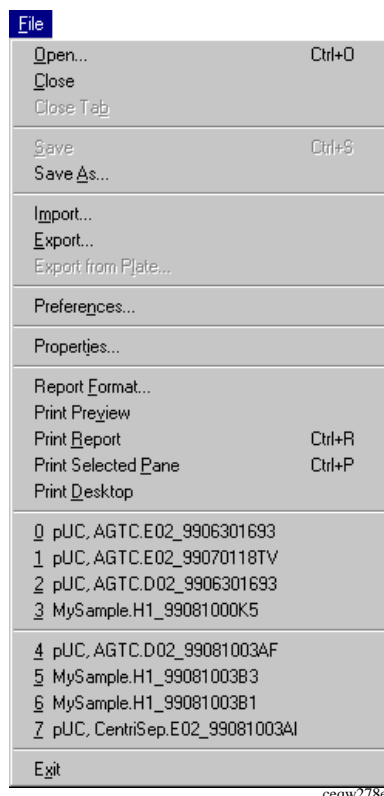 File
Open... Ctrl+O
Close
Close Tab
Save Ctrl+S
Save As...
Import...
Export...
Export from Plate...
Preferences...
Properties...
Report Format...
Print Preview
Print Report Ctrl+R
Print Selected Pane Ctrl+P
Print Desktop
0 pUC, AGTC.E02_9906301693
1 pUC, AGTC.E02_99070118TV
2 pUC, AGTC.D02_9906301693
3 MySample.H1_99081000K5
4 pUC, AGTC.D02_99081003AF
5 MySample.H1_99081003B3
6 MySample.H1_99081003B1
7 pUC, CentriSep.E02_99081003AI
Exit